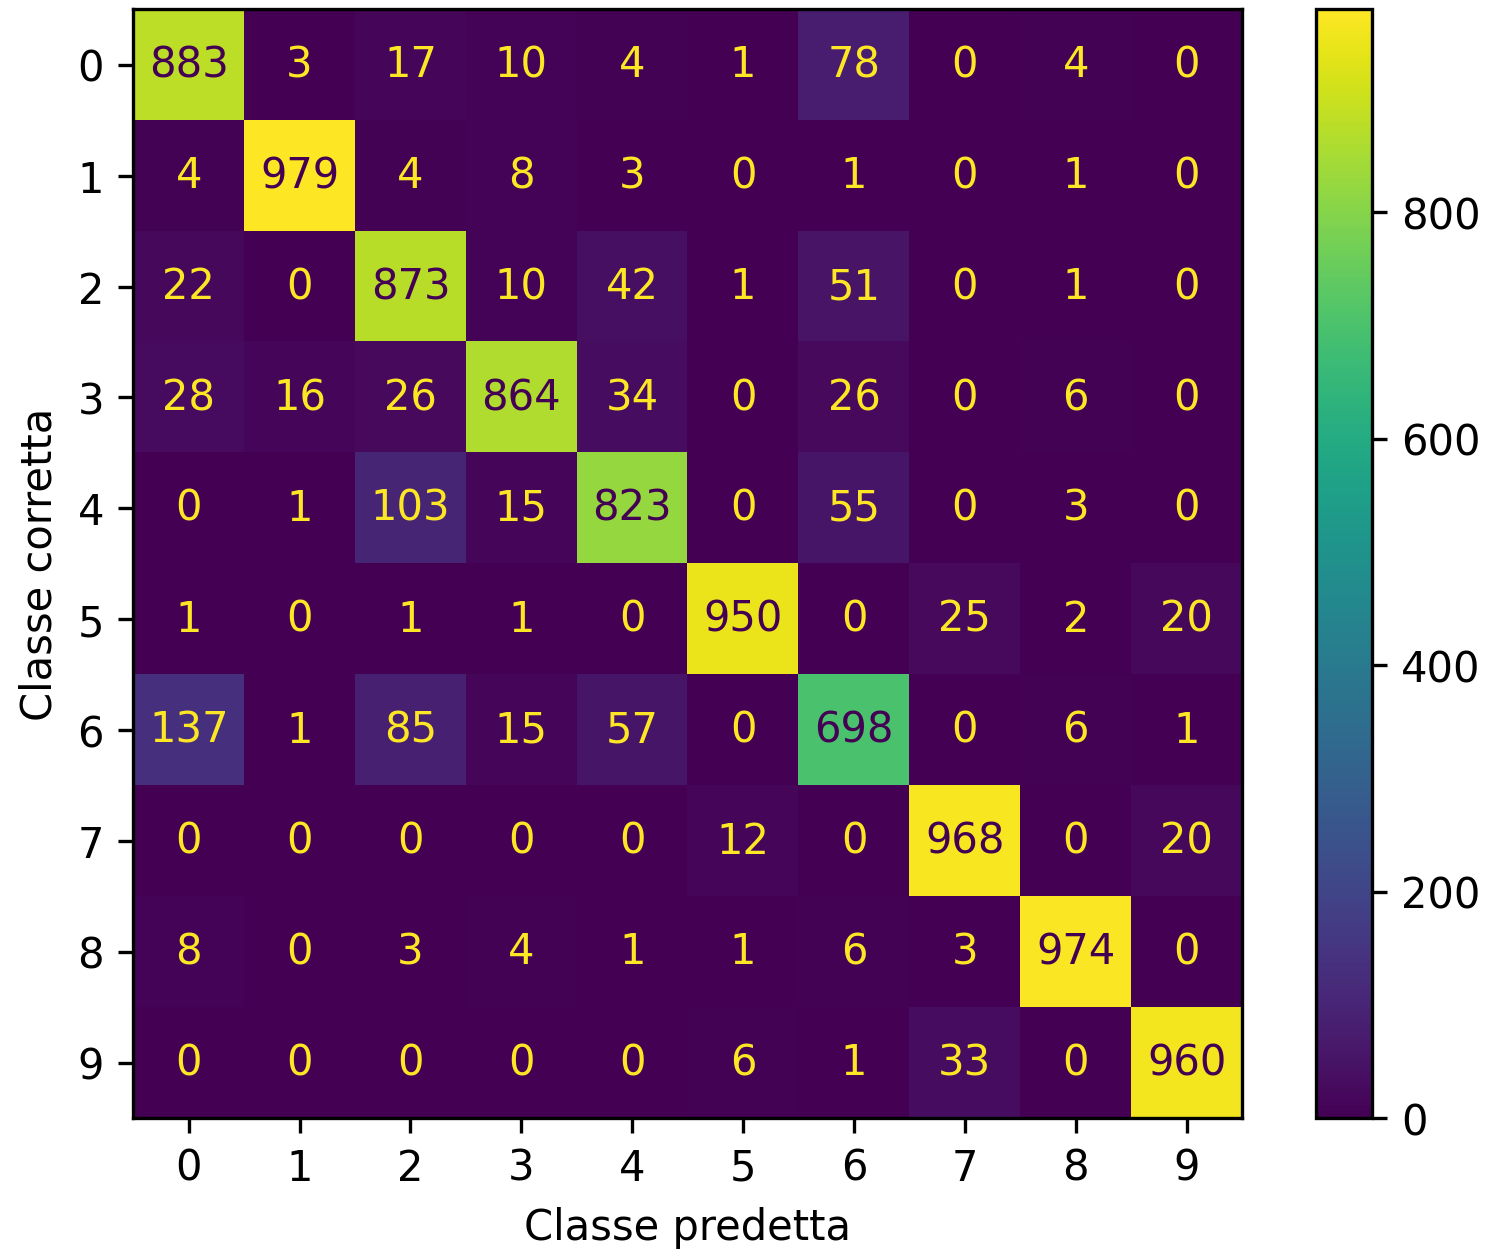 0 883 3 17 10 4 1 78 0 4 0
1 4 979 4 8 3 0 1 0 1 0
2 22 0 873 10 42 1 51 0 1 0
3 28 16 26 864 34 0 26 0 6 0
4 0 1 103 15 823 0 55 0 3 0
5 1 0 1 1 0 950 0 25 2 20
6 137 1 85 15 57 0 698 0 6 1
7 0 0 0 0 0 12 0 968 0 20
8 8 0 3 4 1 1 6 3 974 0
9 0 0 0 0 0 6 1 33 0 960
0 1 2 3 4 5 6 7 8 9
Classe predetta
Classe corretta
800
600
400
200
0